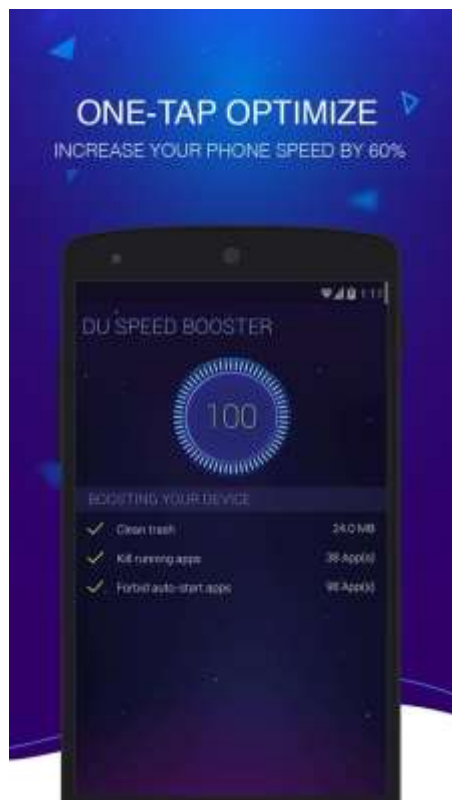 ONE-TAP OPTIMIZE
INCREASE YOUR PHONE SPEED BY 60%
DU SPEED BOOSTER
100
BOOSTING YOUR DEVICE
Clean trash 24.0 MB
Kill running apps 38 App(s)
Forbid auto-start apps 98 App(s)